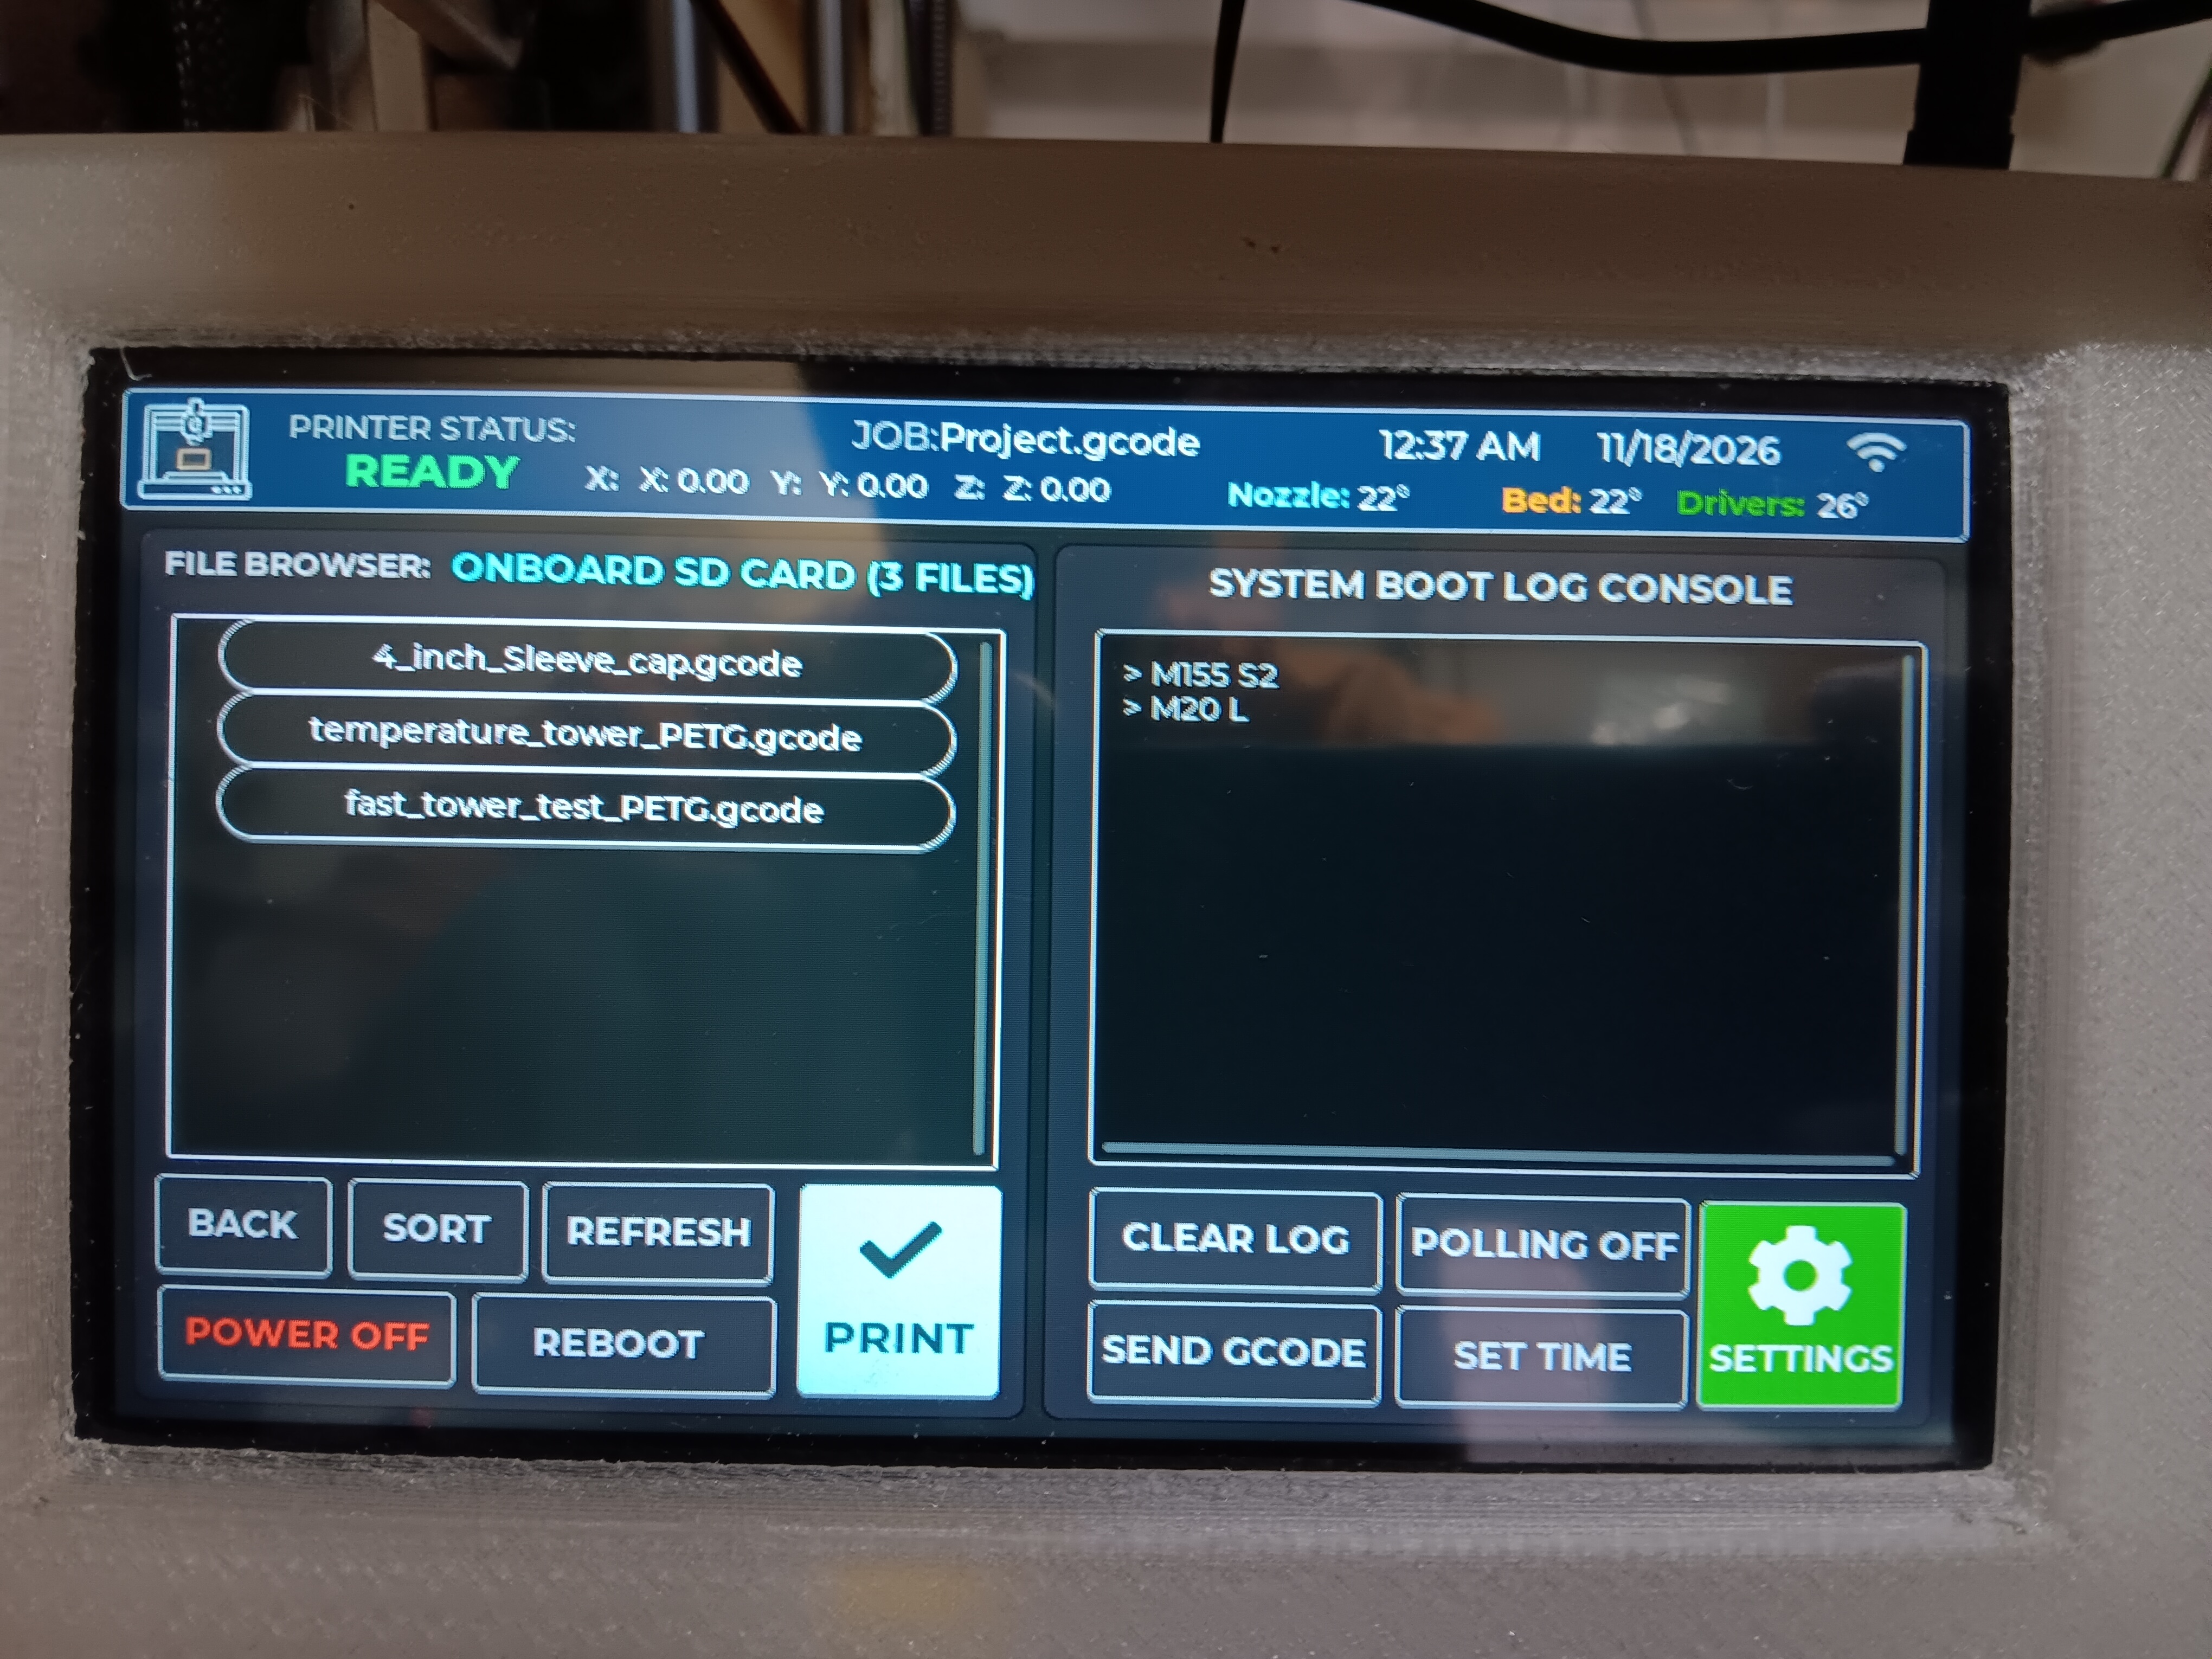 PRINTER STATUS:
READY
JOB:Project.gcode
12:37 AM 11/18/2026
X: X: 0.00 Y: Y: 0.00 Z: Z: 0.00
Nozzle: 22° Bed: 22° Drivers: 26°
FILE BROWSER: ONBOARD SD CARD (3 FILES)
4_inch_Sleeve_cap.gcode
temperature_tower_PETG.gcode
fast_tower_test_PETG.gcode
BACK SORT REFRESH
POWER OFF REBOOT
PRINT
SYSTEM BOOT LOG CONSOLE
> M155 S2
> M20 L
CLEAR LOG POLLING OFF
SEND GCODE SET TIME
SETTINGS